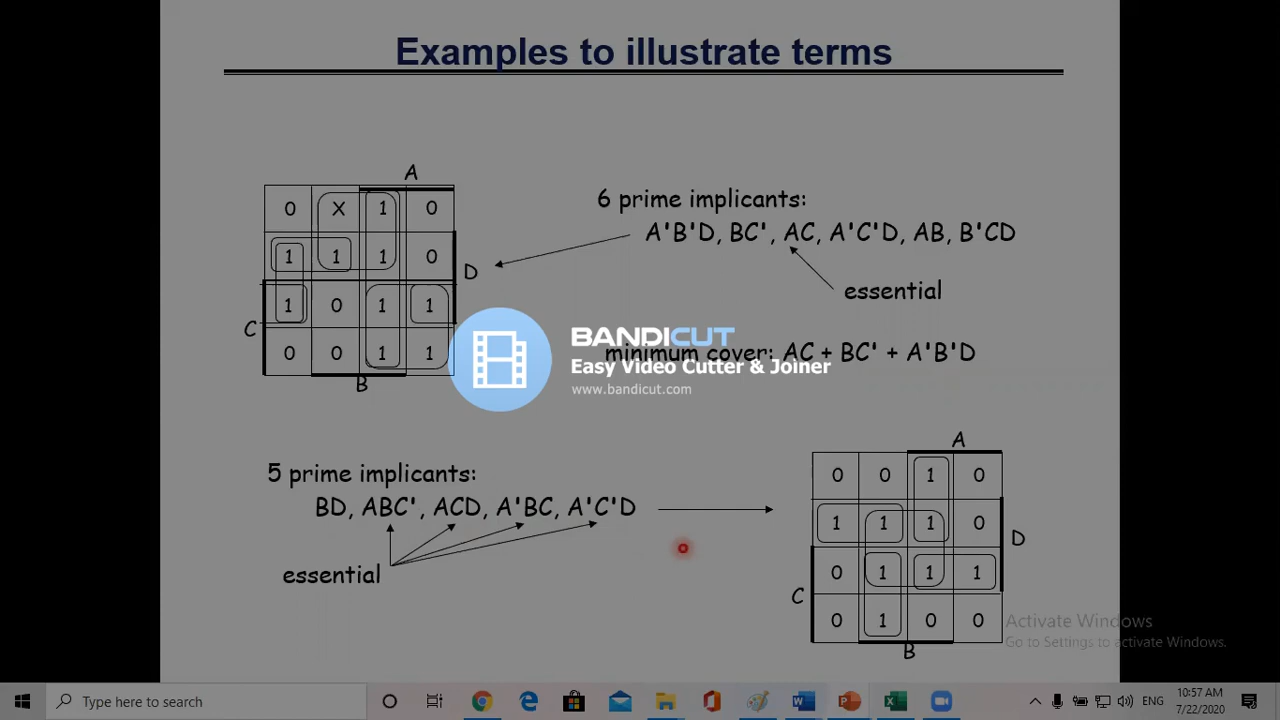 Examples to illustrate terms
A
0 X 1 0
1 1 1 0
D
1 0 1 1
C
0 0 1 1
B
6 prime implicants:
A'B'D, BC', AC, A'C'D, AB, B'CD
essential
minimum cover: AC + BC' + A'B'D
BANDICUT
Easy Video Cutter & Joiner
www.bandicut.com
5 prime implicants:
BD, ABC', ACD, A'BC, A'C'D
essential
A
0 0 1 0
1 1 1 0
D
0 1 1 1
C
0 1 0 0
B
Activate Windows
Go to Settings to activate Windows.
Type here to search
ENG
10:57 AM
7/22/2020